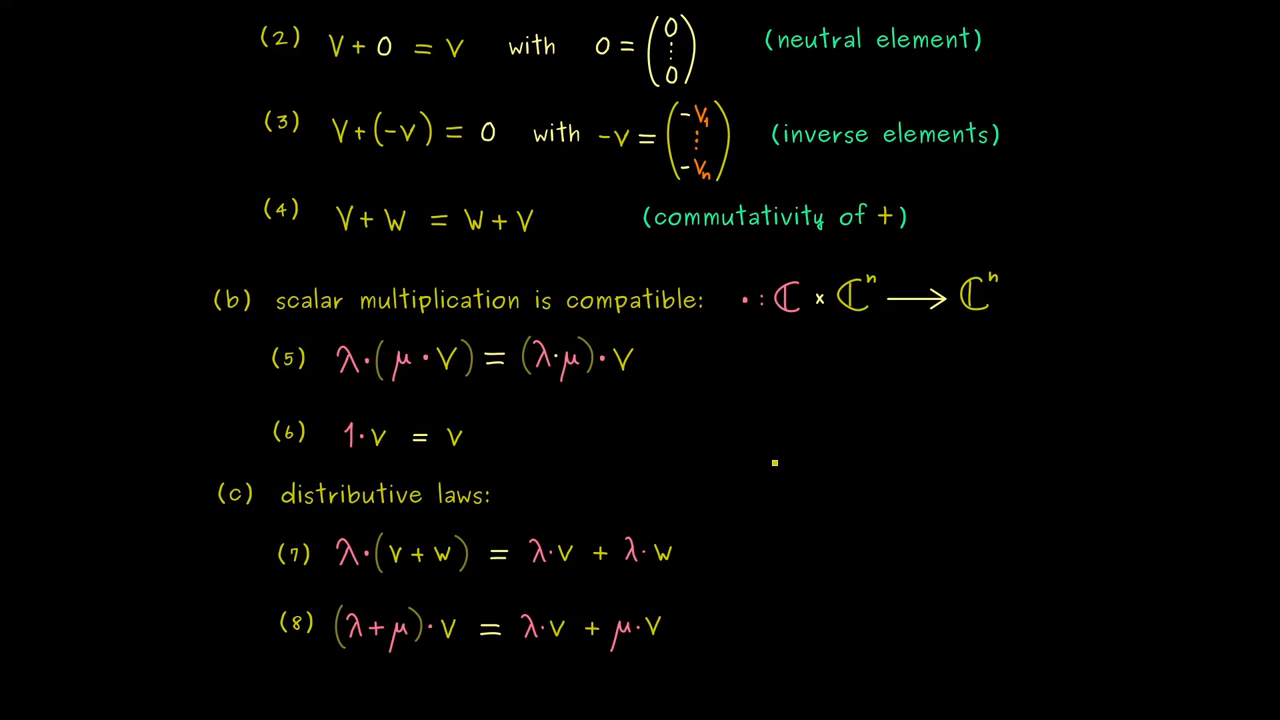 (2) v + 0 = v with 0 = (0 ⋮ 0) (neutral element)
(3) v + (-v) = 0 with -v = (-v₁ ⋮ -vₙ) (inverse elements)
(4) v + w = w + v (commutativity of +)
(b) scalar multiplication is compatible: · : ℂ × ℂⁿ ⟶ ℂⁿ
(5) λ·(μ·v) = (λ·μ)·v
(6) 1·v = v
(c) distributive laws:
(7) λ·(v + w) = λ·v + λ·w
(8) (λ + μ)·v = λ·v + μ·v